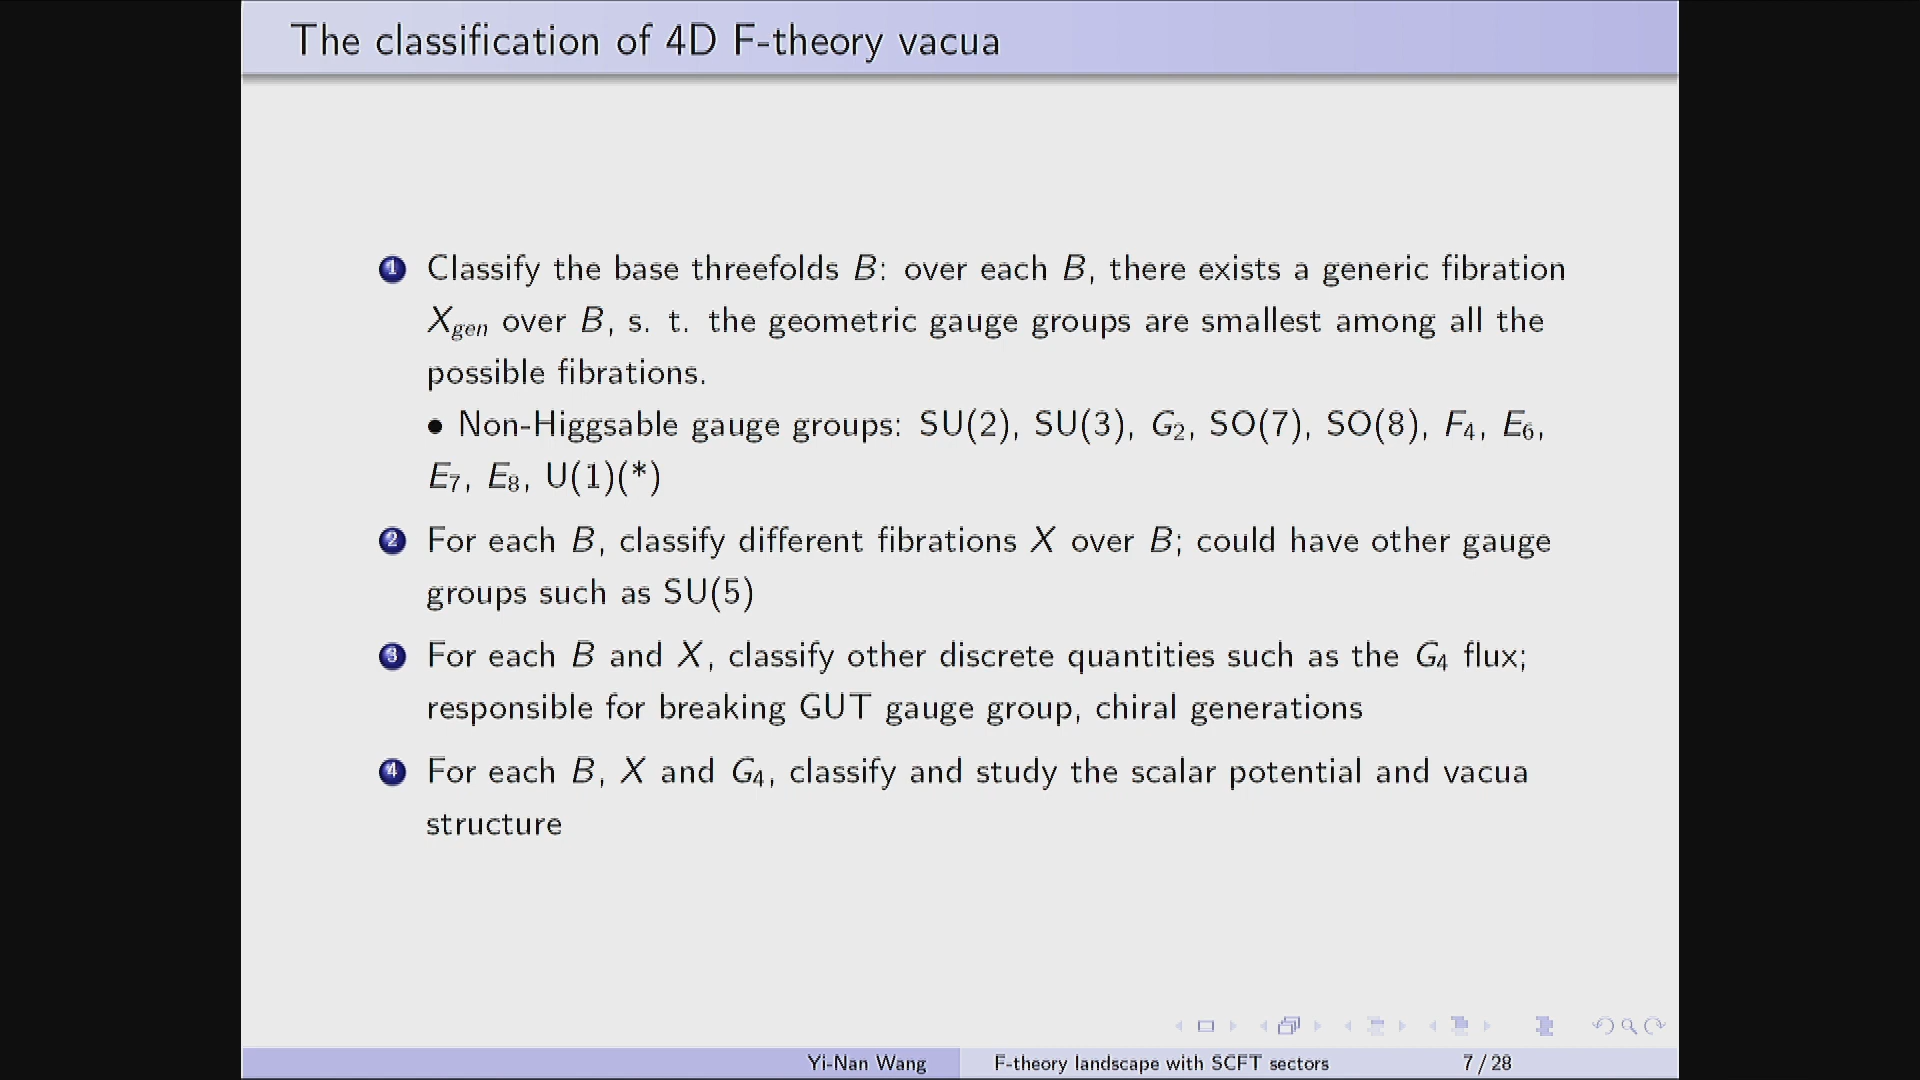 The classification of 4D F-theory vacua
1 Classify the base threefolds B: over each B, there exists a generic fibration
X_gen over B, s. t. the geometric gauge groups are smallest among all the
possible fibrations.
• Non-Higgsable gauge groups: SU(2), SU(3), G₂, SO(7), SO(8), F₄, E₆,
E₇, E₈, U(1)(*)
2 For each B, classify different fibrations X over B; could have other gauge
groups such as SU(5)
3 For each B and X, classify other discrete quantities such as the G₄ flux;
responsible for breaking GUT gauge group, chiral generations
4 For each B, X and G₄, classify and study the scalar potential and vacua
structure
Yi-Nan Wang F-theory landscape with SCFT sectors 7 / 28